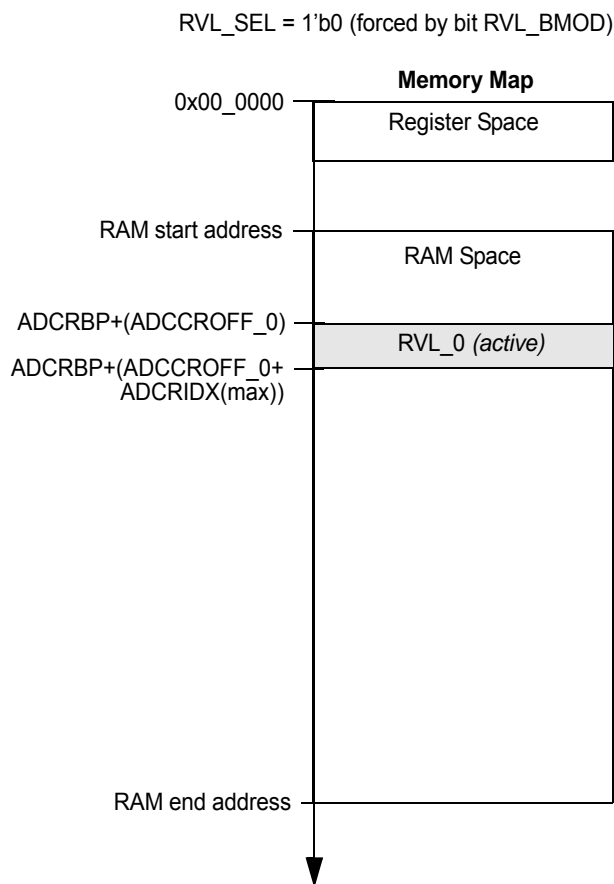 RVL_SEL = 1'b0 (forced by bit RVL_BMOD)
Memory Map
0x00_0000
Register Space
RAM start address
RAM Space
ADCRBP+(ADCCROFF_0)
RVL_0 (active)
ADCRBP+(ADCCROFF_0+
ADCRIDX(max))
RAM end address